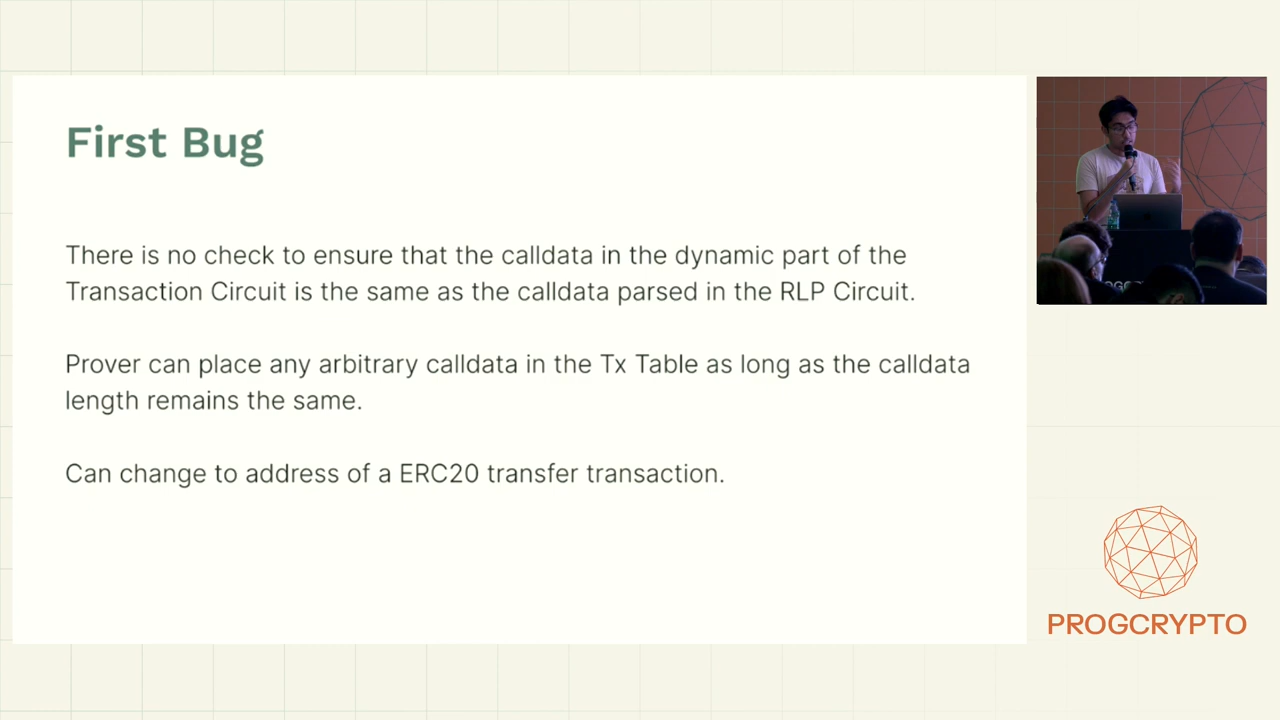 First Bug
There is no check to ensure that the calldata in the dynamic part of the
Transaction Circuit is the same as the calldata parsed in the RLP Circuit.
Prover can place any arbitrary calldata in the Tx Table as long as the calldata
length remains the same.
Can change to address of a ERC20 transfer transaction.
PROGCRYPTO